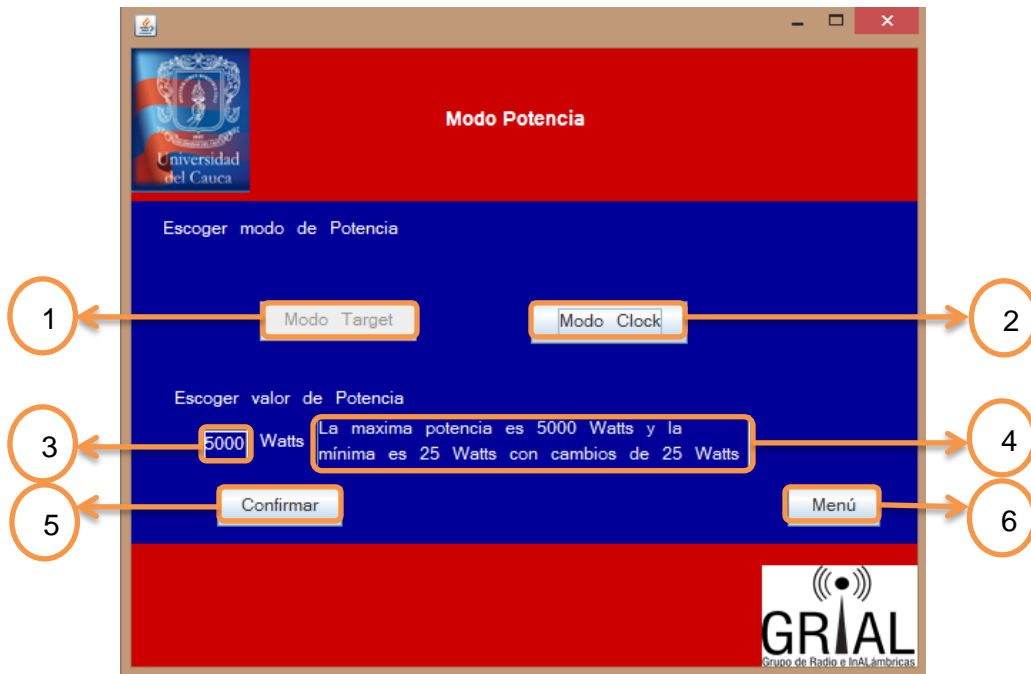 Modo Potencia
Universidad
del Cauca
Escoger modo de Potencia
1
Modo Target
Modo Clock
2
Escoger valor de Potencia
3
5000 Watts
La maxima potencia es 5000 Watts y la
mínima es 25 Watts con cambios de 25 Watts
4
5
Confirmar
Menú
6
GRIAL
Grupo de Radio e InALámbricas